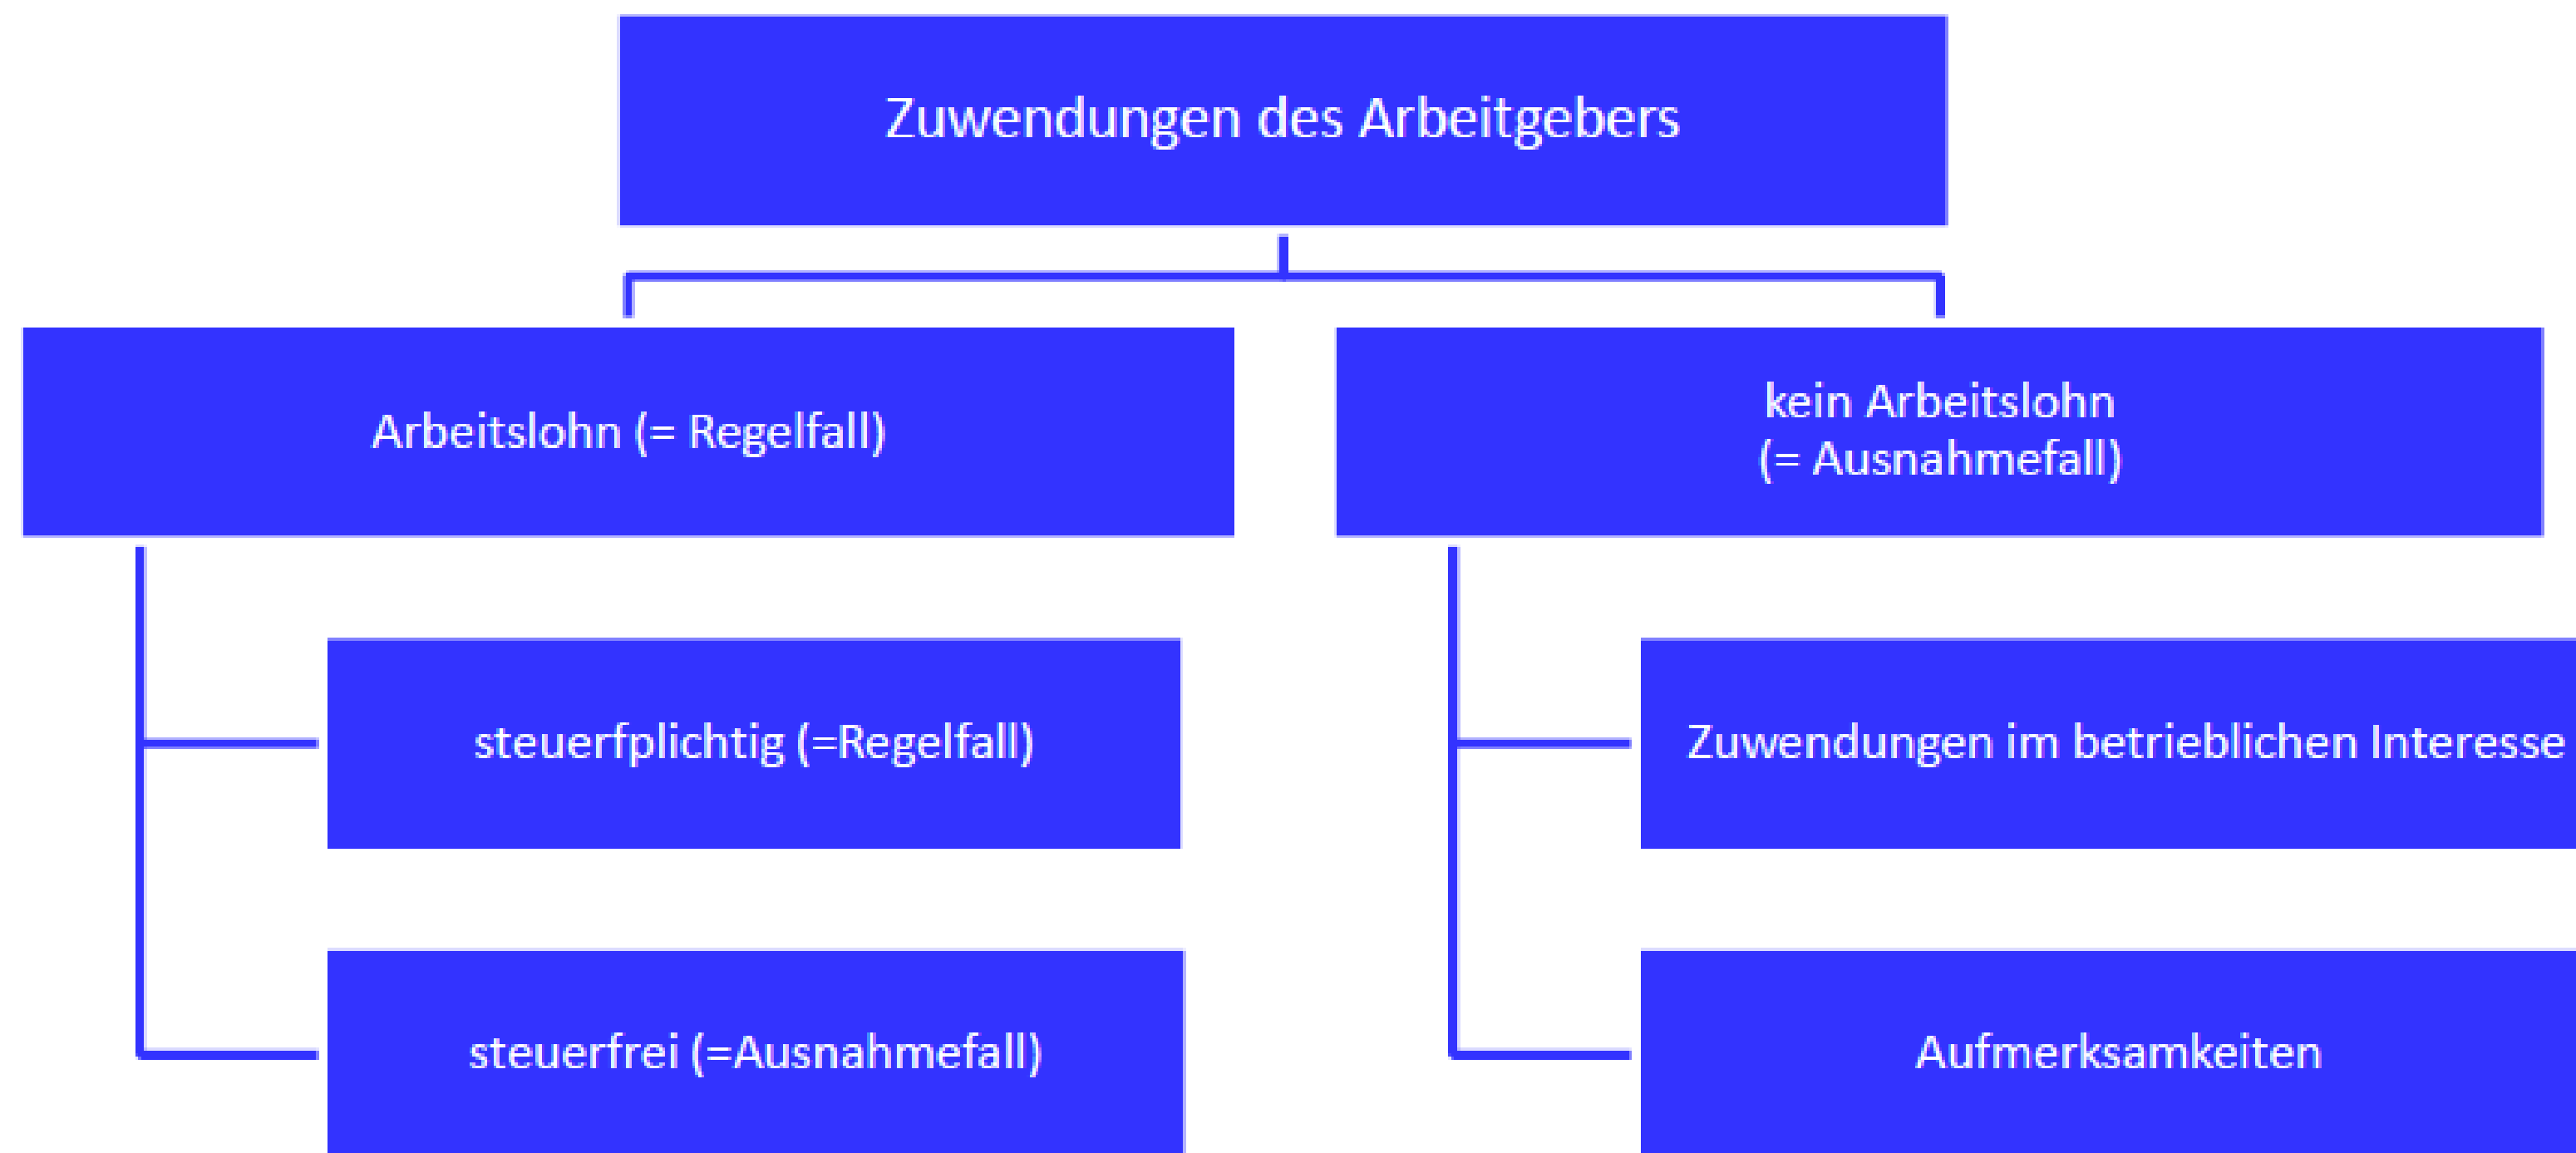 Zuwendungen des Arbeitgebers
Arbeitslohn (= Regelfall)
kein Arbeitslohn
(= Ausnahmefall)
steuerfplichtig (=Regelfall)
Zuwendungen im betrieblichen Interesse
steuerfrei (=Ausnahmefall)
Aufmerksamkeiten